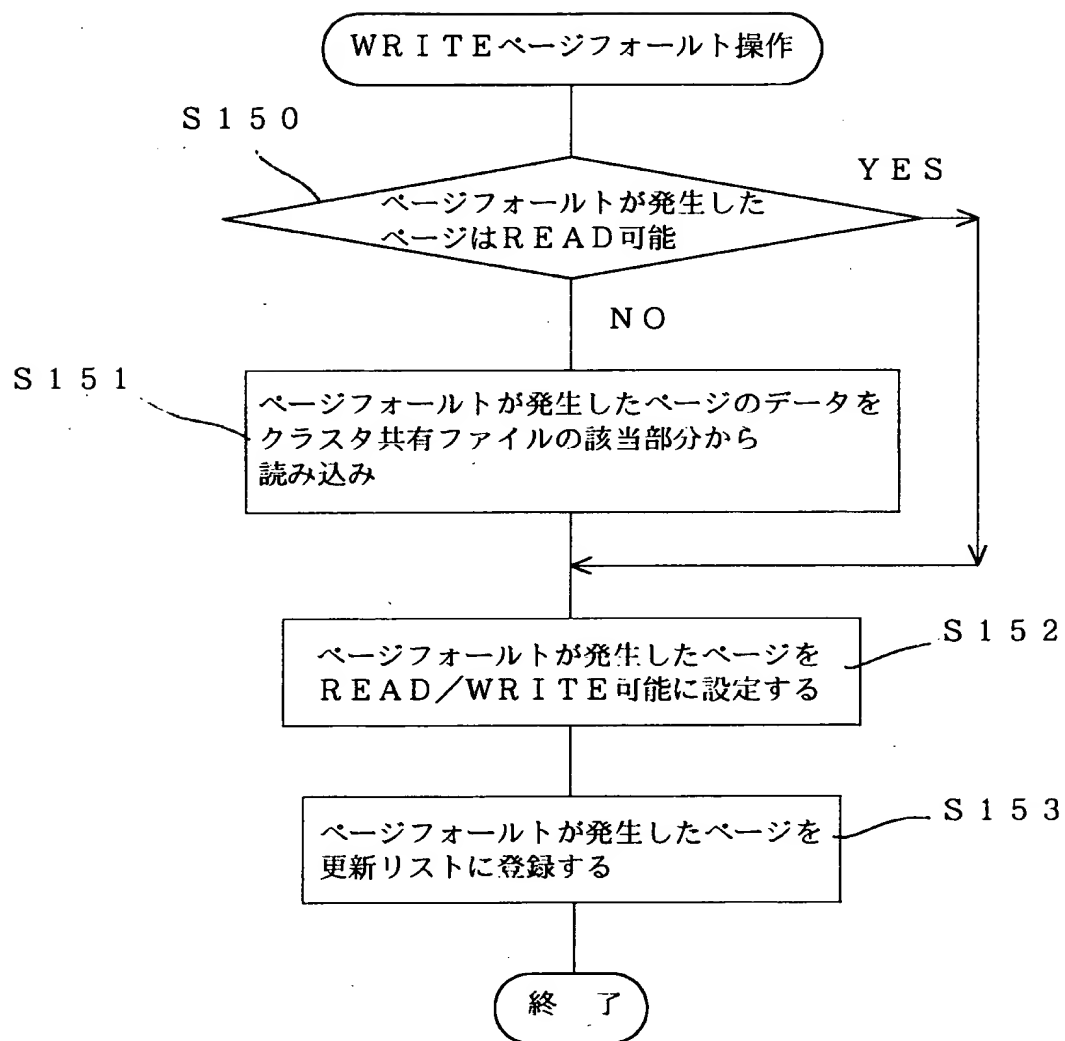 WRITEページフォールト操作
S150
YES
ページフォールトが発生した
ページはREAD可能
NO
S151
ページフォールトが発生したページのデータを
クラスタ共有ファイルの該当部分から
読み込み
S152
ページフォールトが発生したページを
READ／WRITE可能に設定する
S153
ページフォールトが発生したページを
更新リストに登録する
終 了